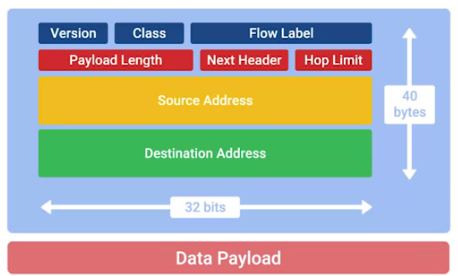 Version Class Flow Label
Payload Length Next Header Hop Limit
Source Address
40
bytes
Destination Address
32 bits
Data Payload